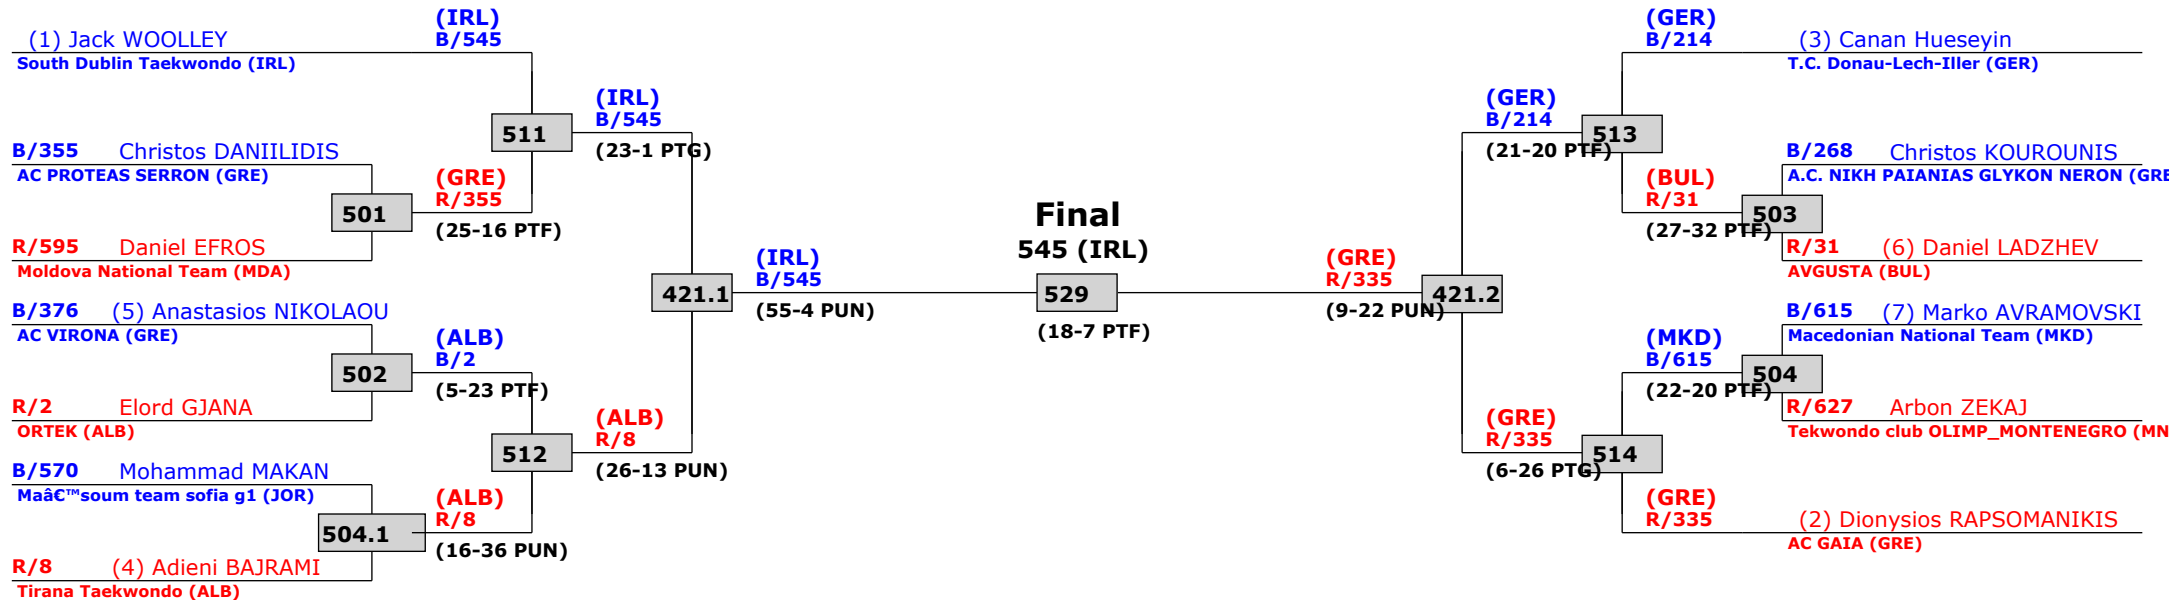 (IRL)
(1) Jack WOOLLEY
B/545
South Dublin Taekwondo (IRL)
(IRL)
B/545
511
(23-1 PTG)
B/355 Christos DANIILIDIS
AC PROTEAS SERRON (GRE)
(GRE)
R/355
501
(25-16 PTF)
R/595 Daniel EFROS
Moldova National Team (MDA)
(IRL)
B/545
421.1
(55-4 PUN)
B/376 (5) Anastasios NIKOLAOU
AC VIRONA (GRE)
(ALB)
B/2
502
(5-23 PTF)
R/2 Elord GJANA
ORTEK (ALB)
(ALB)
R/8
512
(26-13 PUN)
B/570 Mohammad MAKAN
Maâ€™soum team sofia g1 (JOR)
(ALB)
R/8
504.1
(16-36 PUN)
R/8 (4) Adieni BAJRAMI
Tirana Taekwondo (ALB)
Final
545 (IRL)
529
(18-7 PTF)
(GER)
B/214
(3) Canan Hueseyin
T.C. Donau-Lech-Iller (GER)
(GER)
B/214
513
(21-20 PTF)
B/268 Christos KOUROUNIS
A.C. NIKH PAIANIAS GLYKON NERON (GRE
(BUL)
R/31
503
(27-32 PTF)
R/31 (6) Daniel LADZHEV
AVGUSTA (BUL)
(GRE)
R/335
421.2
(9-22 PUN)
B/615 (7) Marko AVRAMOVSKI
Macedonian National Team (MKD)
(MKD)
B/615
504
(22-20 PTF)
R/627 Arbon ZEKAJ
Tekwondo club OLIMP_MONTENEGRO (MN
(GRE)
R/335
514
(6-26 PTG)
(GRE)
R/335
(2) Dionysios RAPSOMANIKIS
AC GAIA (GRE)